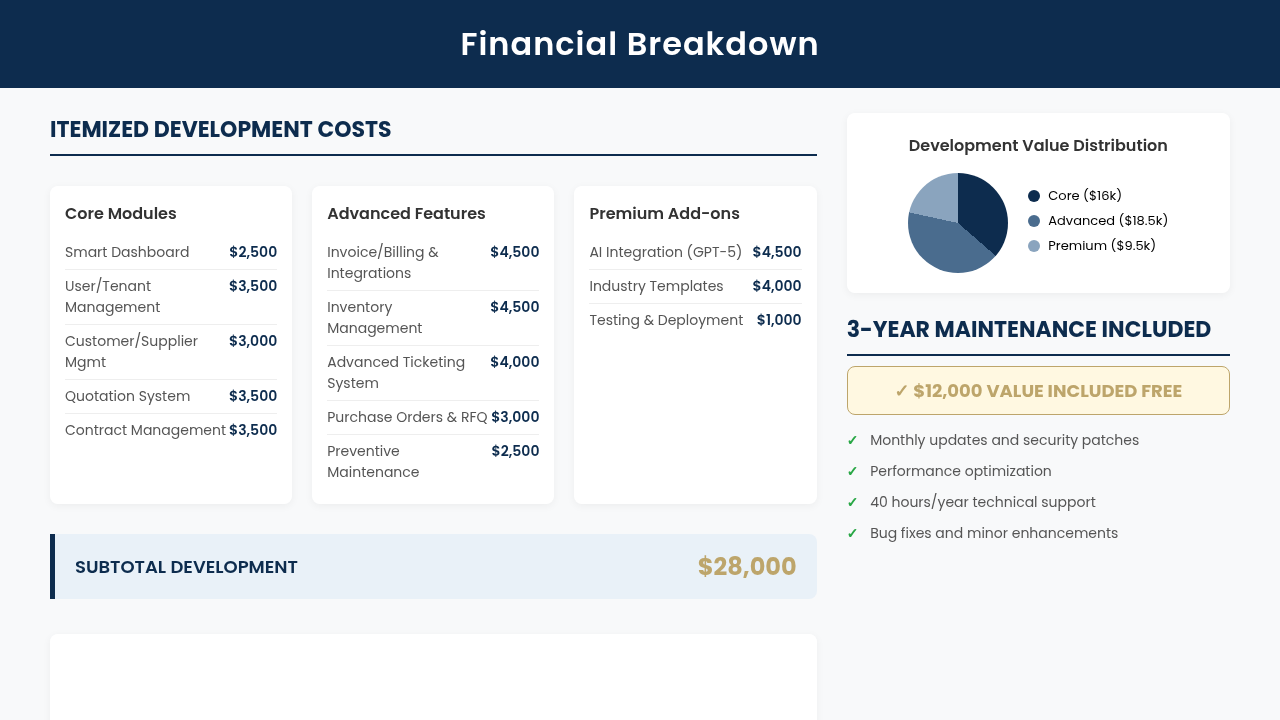 Financial Breakdown
ITEMIZED DEVELOPMENT COSTS
Core Modules
Smart Dashboard $2,500
User/Tenant $3,500
Management
Customer/Supplier $3,000
Mgmt
Quotation System $3,500
Contract Management $3,500
Advanced Features
Invoice/Billing & $4,500
Integrations
Inventory $4,500
Management
Advanced Ticketing $4,000
System
Purchase Orders & RFQ $3,000
Preventive $2,500
Maintenance
Premium Add-ons
AI Integration (GPT-5) $4,500
Industry Templates $4,000
Testing & Deployment $1,000
SUBTOTAL DEVELOPMENT $28,000
Development Value Distribution
Core ($16k)
Advanced ($18.5k)
Premium ($9.5k)
3-YEAR MAINTENANCE INCLUDED
✓ $12,000 VALUE INCLUDED FREE
✓ Monthly updates and security patches
✓ Performance optimization
✓ 40 hours/year technical support
✓ Bug fixes and minor enhancements